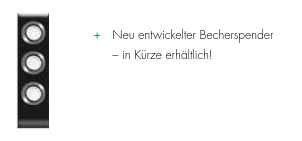 + Neu entwickelter Becherspender
– in Kürze erhältlich!